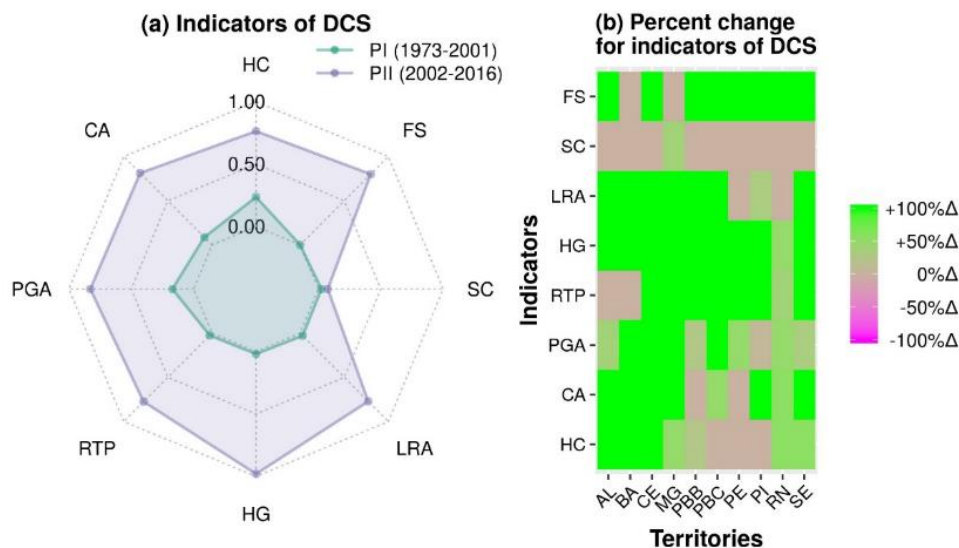 (a) Indicators of DCS
PI (1973-2001)
PII (2002-2016)
HC
FS
SC
LRA
HG
RTP
PGA
CA
1.00
0.50
0.00
(b) Percent change
for indicators of DCS
Indicators
FS
SC
LRA
HG
RTP
PGA
CA
HC
AL
BA
CE
MG
PBB
PBC
PE
PI
RN
SE
Territories
+100%Δ
+50%Δ
0%Δ
-50%Δ
-100%Δ